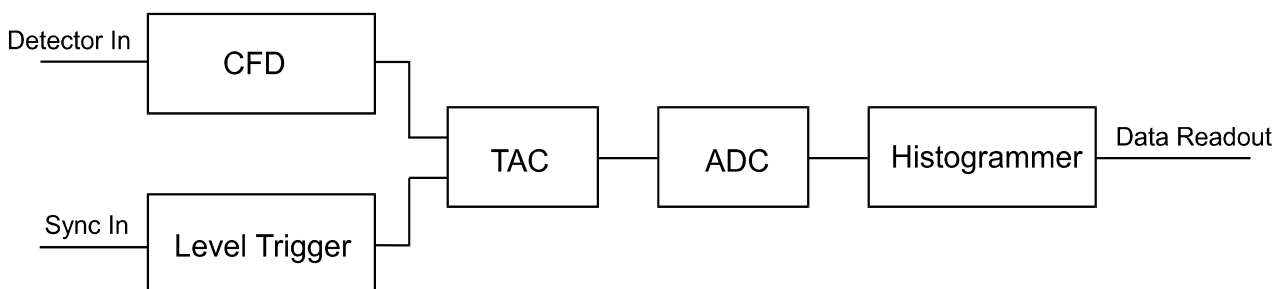 Detector In
CFD
TAC
ADC
Histogrammer
Data Readout
Sync In
Level Trigger